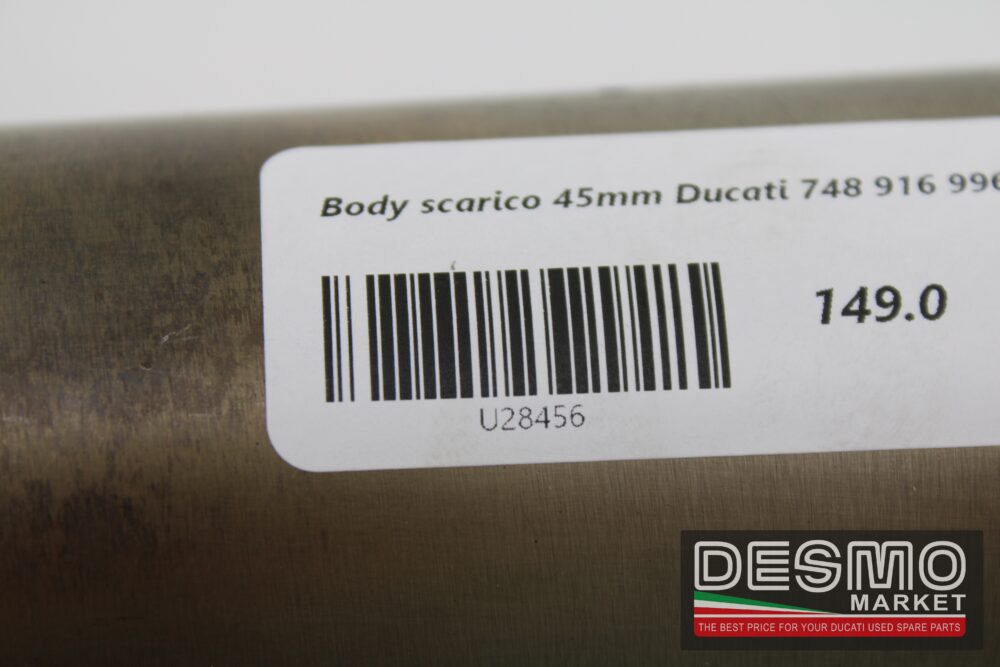 Body scarico 45mm Ducati 748 916 996
149.0
U28456
DESMO
MARKET
THE BEST PRICE FOR YOUR DUCATI USED SPARE PARTS